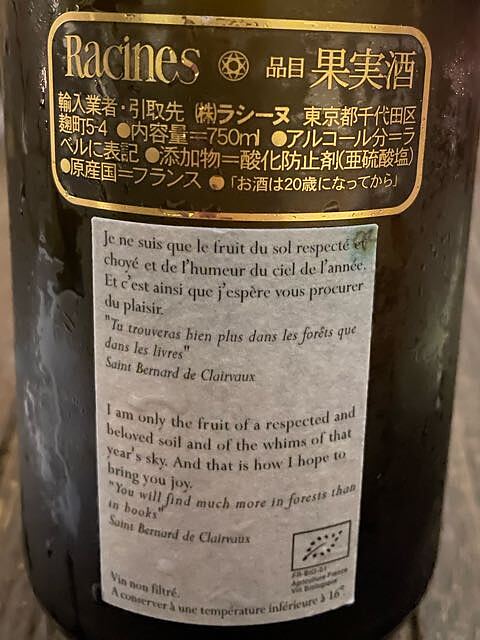 Racines 品目 果実酒
輸入業者・引取先 ㈱ラシーヌ 東京都千代田区
麹町5-4 ●内容量=750ml ●アルコール分=ラ
ベルに表記 ●添加物=酸化防止剤(亜硫酸塩)
●原産国=フランス ●「お酒は20歳になってから」
Je ne suis que le fruit du sol respecté et
choyé et de l'humeur du ciel de l'année.
Et c'est ainsi que j'espère vous procurer
du plaisir.
"Tu trouveras bien plus dans les forêts que
dans les livres"
Saint Bernard de Clairvaux
I am only the fruit of a respected and
beloved soil and of the whims of that
year's sky. And that is how I hope to
bring you joy.
"You will find much more in forests than
in books"
Saint Bernard de Clairvaux
FR-BIO-01
Agriculture France
Vin Biologique
Vin non filtré.
A conserver à une température inférieure à 16°